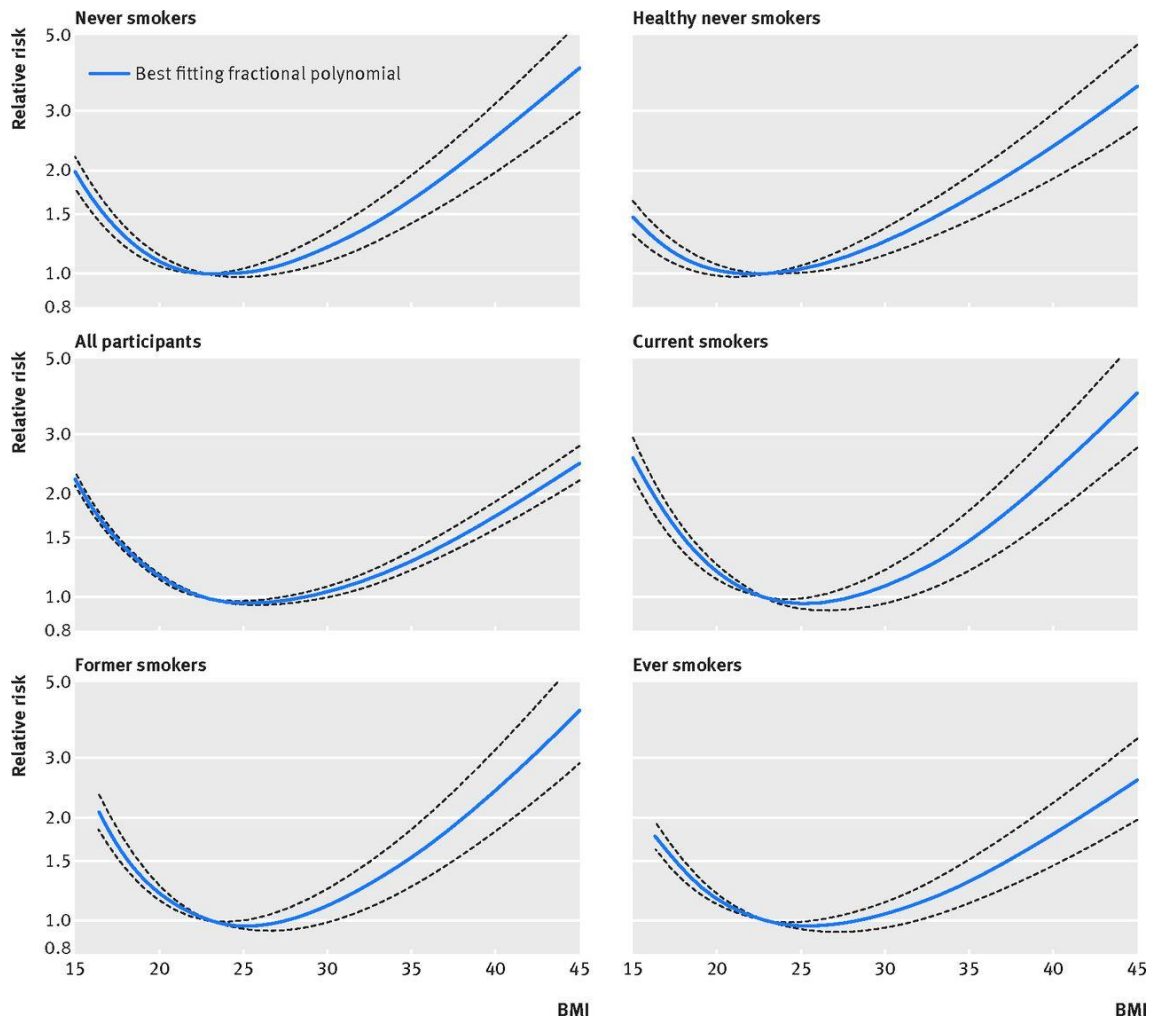 Never smokers
Healthy never smokers
Relative risk
5.0
3.0
2.0
1.5
1.0
0.8
Best fitting fractional polynomial
All participants
Current smokers
Relative risk
5.0
3.0
2.0
1.5
1.0
0.8
Former smokers
Ever smokers
Relative risk
5.0
3.0
2.0
1.5
1.0
0.8
15 20 25 30 35 40 45
15 20 25 30 35 40 45
BMI
BMI